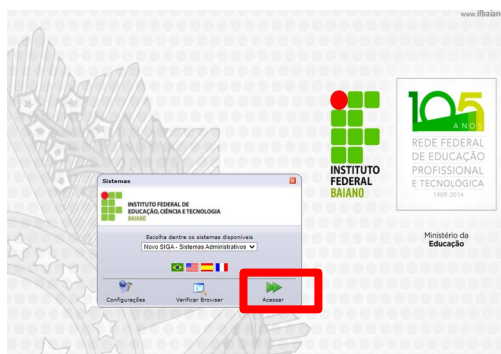 www.ifbaiano
105
ANOS
REDE FEDERAL
DE EDUCAÇÃO
PROFISSIONAL
E TECNOLÓGICA
1909-2014
INSTITUTO
FEDERAL
BAIANO
Ministério da
Educação
Sistemas
INSTITUTO FEDERAL DE
EDUCAÇÃO, CIÊNCIA E TECNOLOGIA
BAIANO
Escolha dentre os sistemas disponíveis
Novo SIGA - Sistemas Administrativos
Configurações
Verificar Browser
Acessar